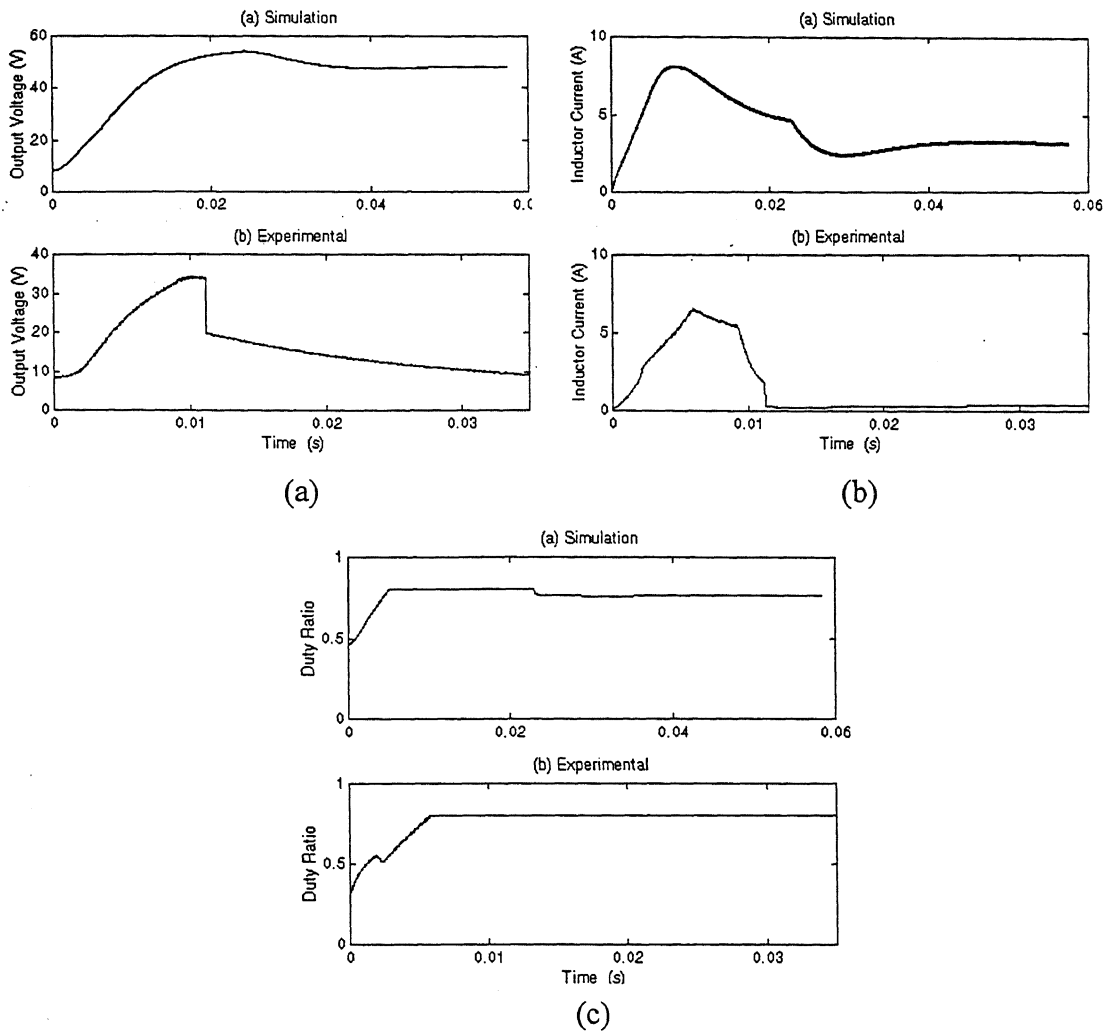 (a) Simulation
Output Voltage (V)
60
40
20
0
0 0.02 0.04 0.0
(b) Experimental
Output Voltage (V)
40
30
20
10
0
0 0.01 0.02 0.03
Time (s)
(a)
(a) Simulation
Inductor Current (A)
10
5
0
0 0.02 0.04 0.06
(b) Experimental
Inductor Current (A)
10
5
0
0 0.01 0.02 0.03
Time (s)
(b)
(a) Simulation
Duty Ratio
1
0.5
0
0 0.02 0.04 0.06
(b) Experimental
Duty Ratio
1
0.5
0
0 0.01 0.02 0.03
Time (s)
(c)